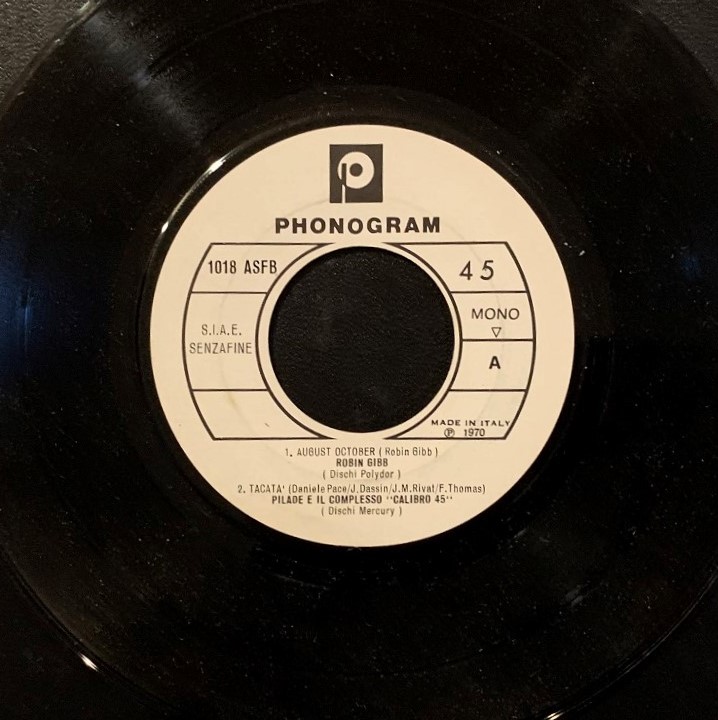 PHONOGRAM
1018 ASFB
45
S.I.A.E.
SENZAFINE
MONO
A
MADE IN ITALY
Ⓟ 1970
1. AUGUST OCTOBER ( Robin Gibb )
ROBIN GIBB
( Dischi Polydor )
2. TACATA' (Daniele Pace/J.Dassin/J.M.Rivat/F.Thomas)
PILADE E IL COMPLESSO "CALIBRO 45"
( Dischi Mercury )